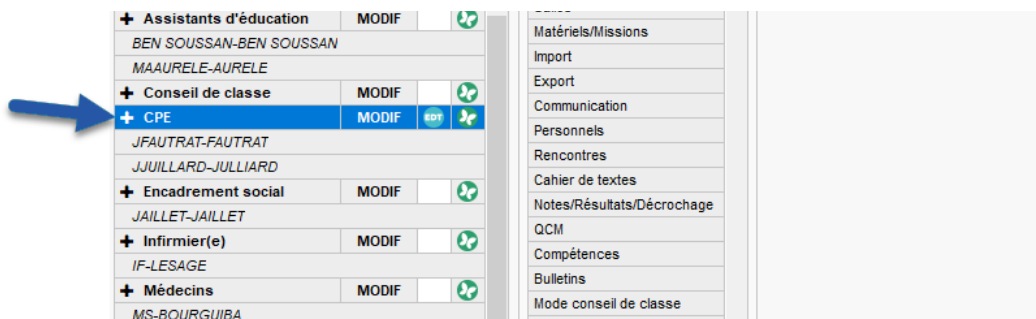 Assistants d'éducation MODIF
BEN SOUSSAN-BEN SOUSSAN
MAAURELE-AURELE
Conseil de classe MODIF
CPE MODIF EDT
JFAUTRAT-FAUTRAT
JJUILLARD-JULLIARD
Encadrement social MODIF
JAILLET-JAILLET
Infirmier(e) MODIF
IF-LESAGE
Médecins MODIF
MS-BOURGUIBA
Matériels/Missions
Import
Export
Communication
Personnels
Rencontres
Cahier de textes
Notes/Résultats/Décrochage
QCM
Compétences
Bulletins
Mode conseil de classe